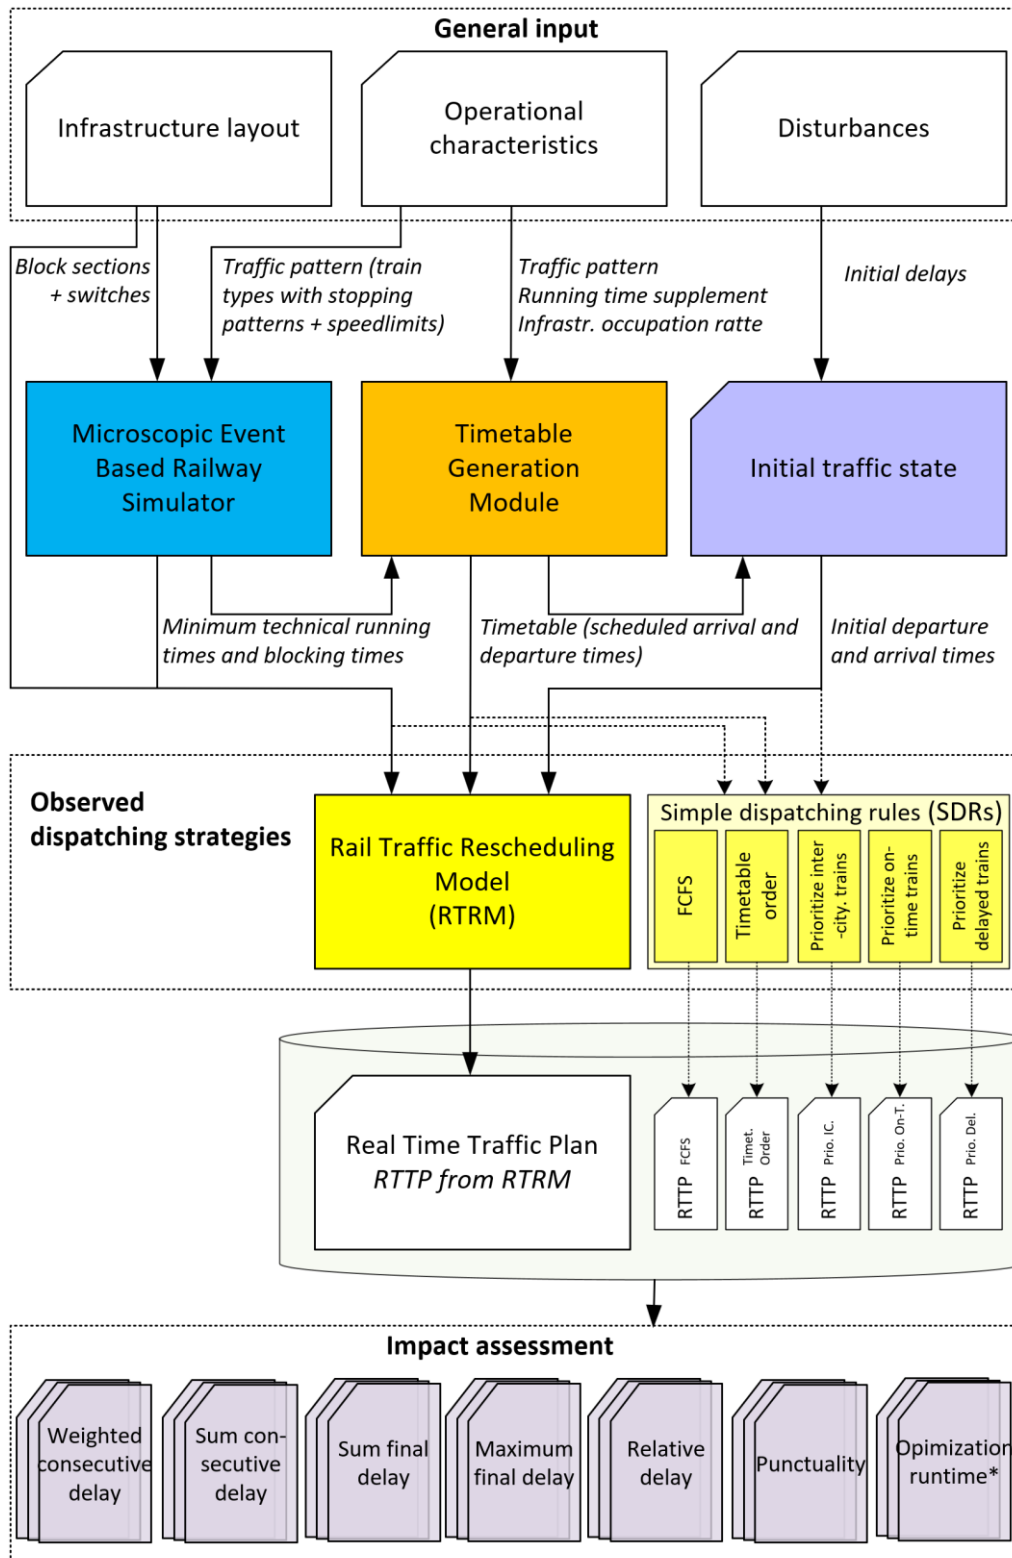 General input
Infrastructure layout
Operational
characteristics
Disturbances
Block sections
+ switches
Traffic pattern (train
types with stopping
patterns + speedlimits)
Traffic pattern
Running time supplement
Infrastr. occupation ratte
Initial delays
Microscopic Event
Based Railway
Simulator
Timetable
Generation
Module
Initial traffic state
Minimum technical running
times and blocking times
Timetable (scheduled arrival and
departure times)
Initial departure
and arrival times
Observed
dispatching strategies
Rail Traffic Rescheduling
Model
(RTRM)
Simple dispatching rules (SDRs)
FCFS
Timetable
order
Prioritize inter
-city. trains
Prioritize on-
time trains
Prioritize
delayed trains
Real Time Traffic Plan
RTTP from RTRM
RTTP FCFS
RTTP Timet.
Order
RTTP Prio. IC.
RTTP Prio. On-T.
RTTP Prio. Del.
Impact assessment
Weighted
consecutive
delay
Sum con-
secutive
delay
Sum final
delay
Maximum
final delay
Relative
delay
Punctuality
Opimization
runtime*